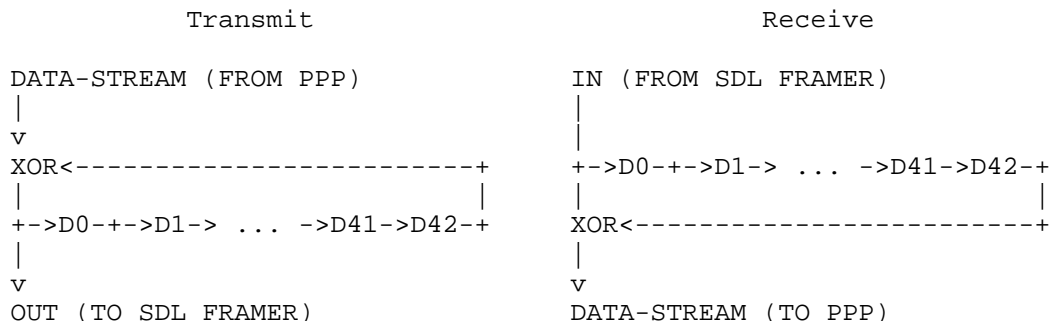 Transmit                               Receive

DATA-STREAM (FROM PPP)                IN (FROM SDL FRAMER)
|                                     |
v                                     |
XOR<-------------------------+        +->D0-+->D1-> ... ->D41->D42-+
|                            |        |                            |
+->D0-+->D1-> ... ->D41->D42-+        XOR<-------------------------+
|                                     |
v                                     v
OUT (TO SDL FRAMER)                   DATA-STREAM (TO PPP)